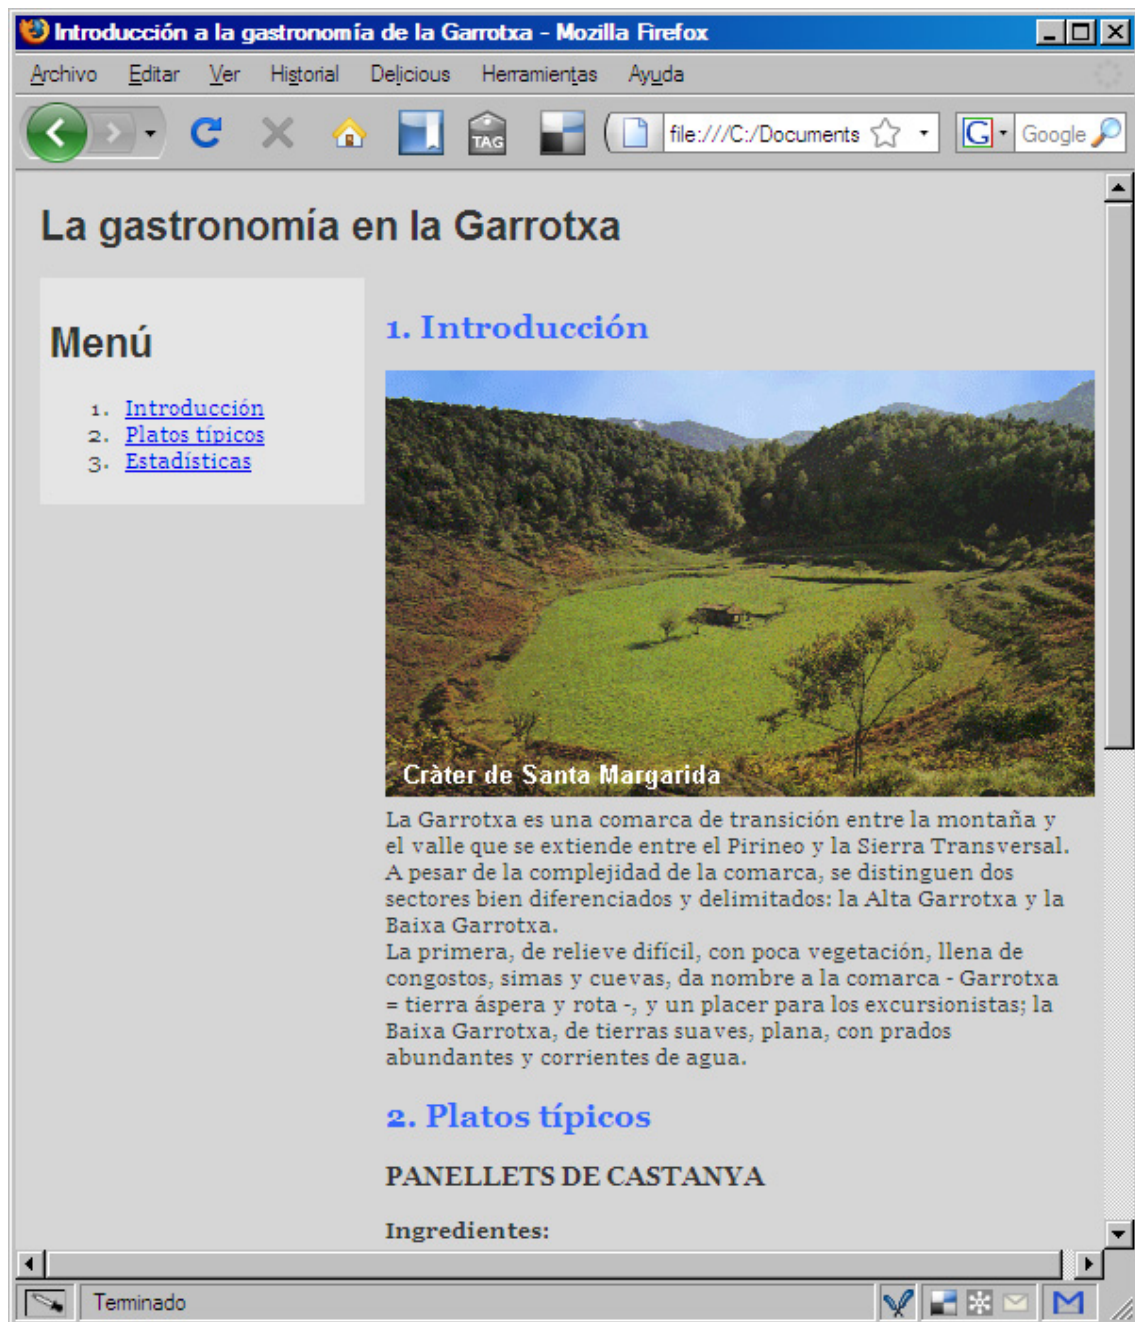 Introducción a la gastronomía de la Garrotxa - Mozilla Firefox
Archivo Editar Ver Historial Delicious Herramientas Ayuda
TAG file:///C:/Documents G Google
La gastronomía en la Garrotxa
Menú
1. Introducción
2. Platos típicos
3. Estadísticas
1. Introducción
Cràter de Santa Margarida
La Garrotxa es una comarca de transición entre la montaña y
el valle que se extiende entre el Pirineo y la Sierra Transversal.
A pesar de la complejidad de la comarca, se distinguen dos
sectores bien diferenciados y delimitados: la Alta Garrotxa y la
Baixa Garrotxa.
La primera, de relieve difícil, con poca vegetación, llena de
congostos, simas y cuevas, da nombre a la comarca - Garrotxa
= tierra áspera y rota -, y un placer para los excursionistas; la
Baixa Garrotxa, de tierras suaves, plana, con prados
abundantes y corrientes de agua.
2. Platos típicos
PANELLETS DE CASTANYA
Ingredientes:
Terminado